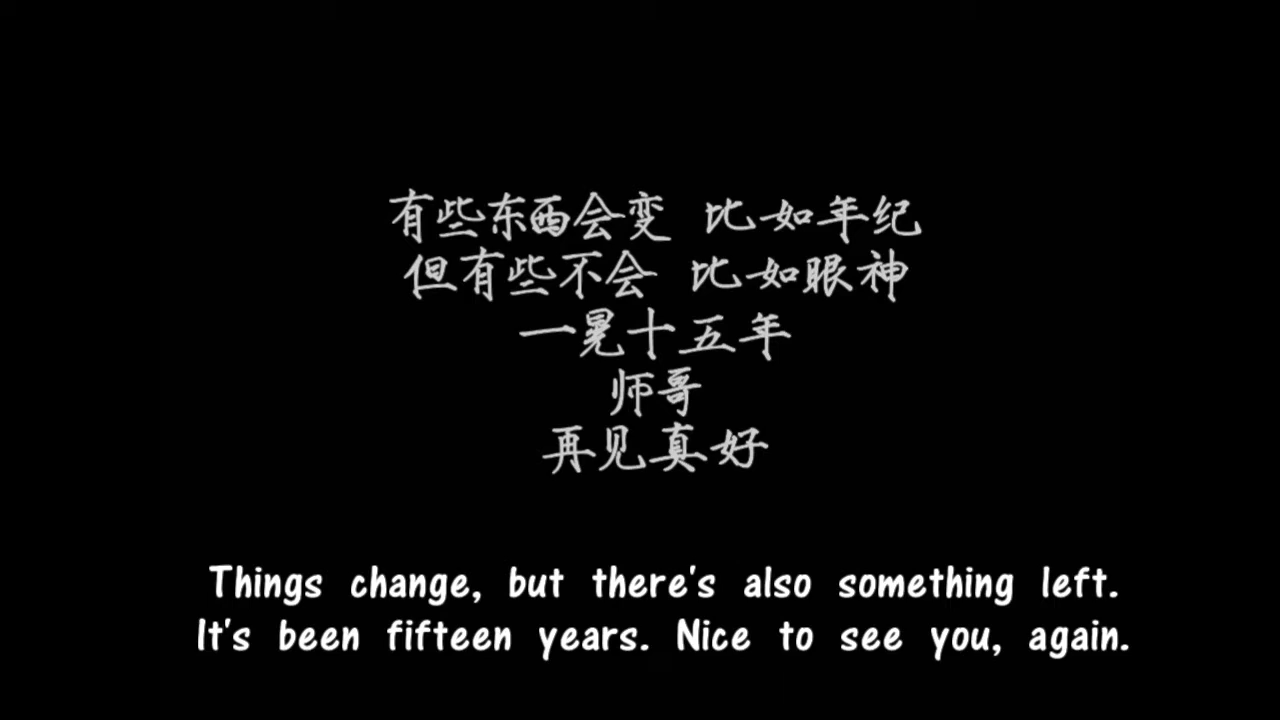 有些东西会变 比如年纪
但有些不会 比如眼神
一晃十五年
师哥
再见真好
Things change, but there's also something left.
It's been fifteen years. Nice to see you, again.